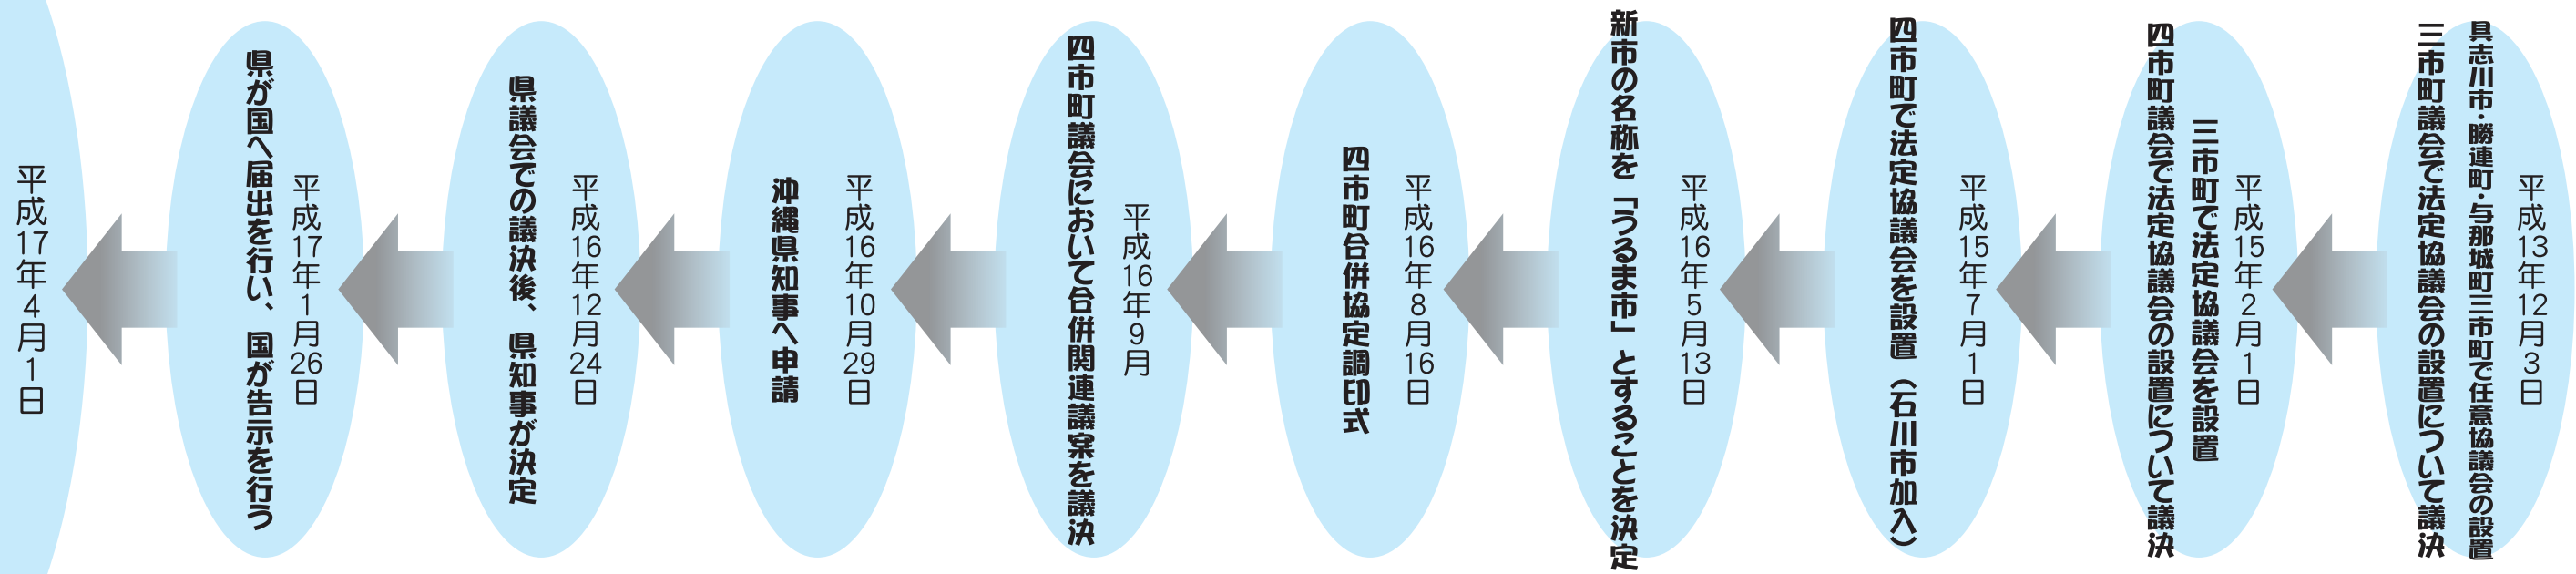 平成13年12月3日
具志川市・勝連町・与那城町三市町で任意協議会の設置
三市町議会で法定協議会の設置について議決
平成15年2月1日
三市町で法定協議会を設置
四市町議会で法定協議会の設置について議決
平成15年7月1日
四市町で法定協議会を設置（石川市加入）
平成16年5月13日
新市の名称を「うるま市」とすることを決定
平成16年8月16日
四市町合併協定調印式
平成16年9月
四市町議会において合併関連議案を議決
平成16年10月29日
沖縄県知事へ申請
平成16年12月24日
県議会での議決後、県知事が決定
平成17年1月26日
県が国へ届出を行い、国が告示を行う
平成17年4月1日